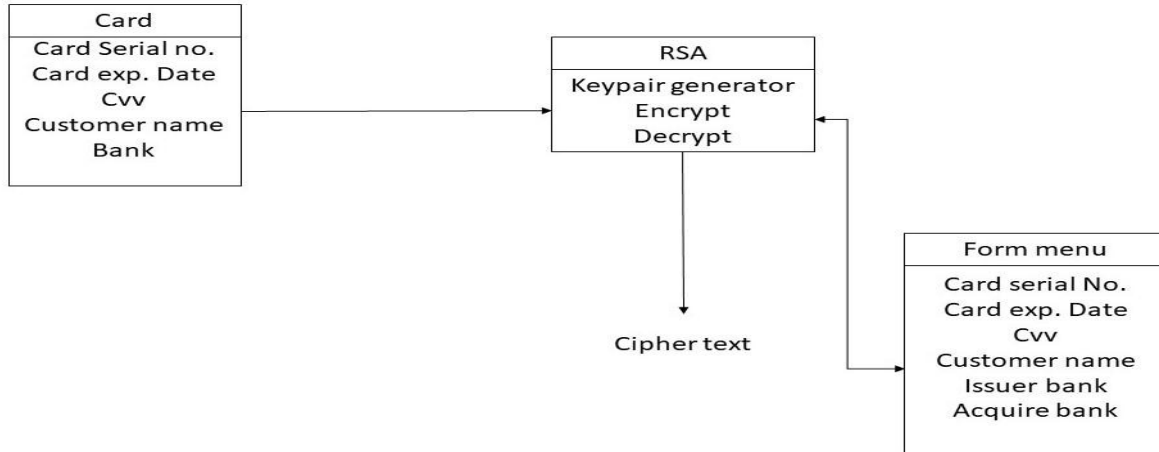 Card
Card Serial no.
Card exp. Date
Cvv
Customer name
Bank
RSA
Keypair generator
Encrypt
Decrypt
Cipher text
Form menu
Card serial No.
Card exp. Date
Cvv
Customer name
Issuer bank
Acquire bank